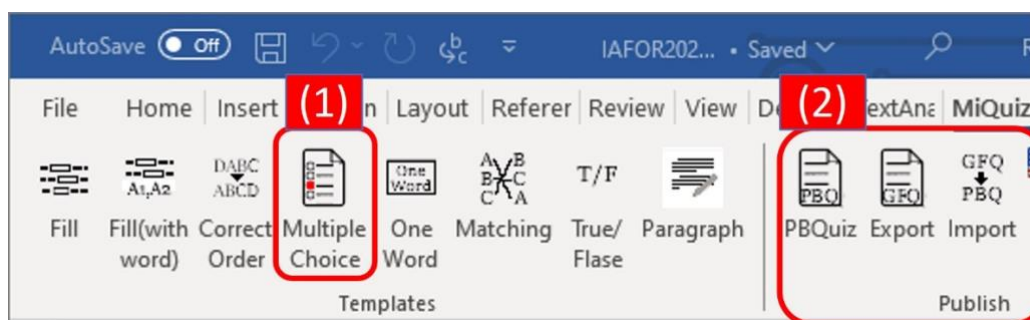 AutoSave Off IAFOR202... • Saved
(1) (2)
File Home Insert n Layout Referer Review View D extAna MiQuiz
A1,A2 DABC ABCD One Word A B C B C A T/F PBQ GFQ GFQ PBQ
Fill Fill(with word) Correct Order Multiple Choice One Word Matching True/ Flase Paragraph PBQuiz Export Import
Templates Publish